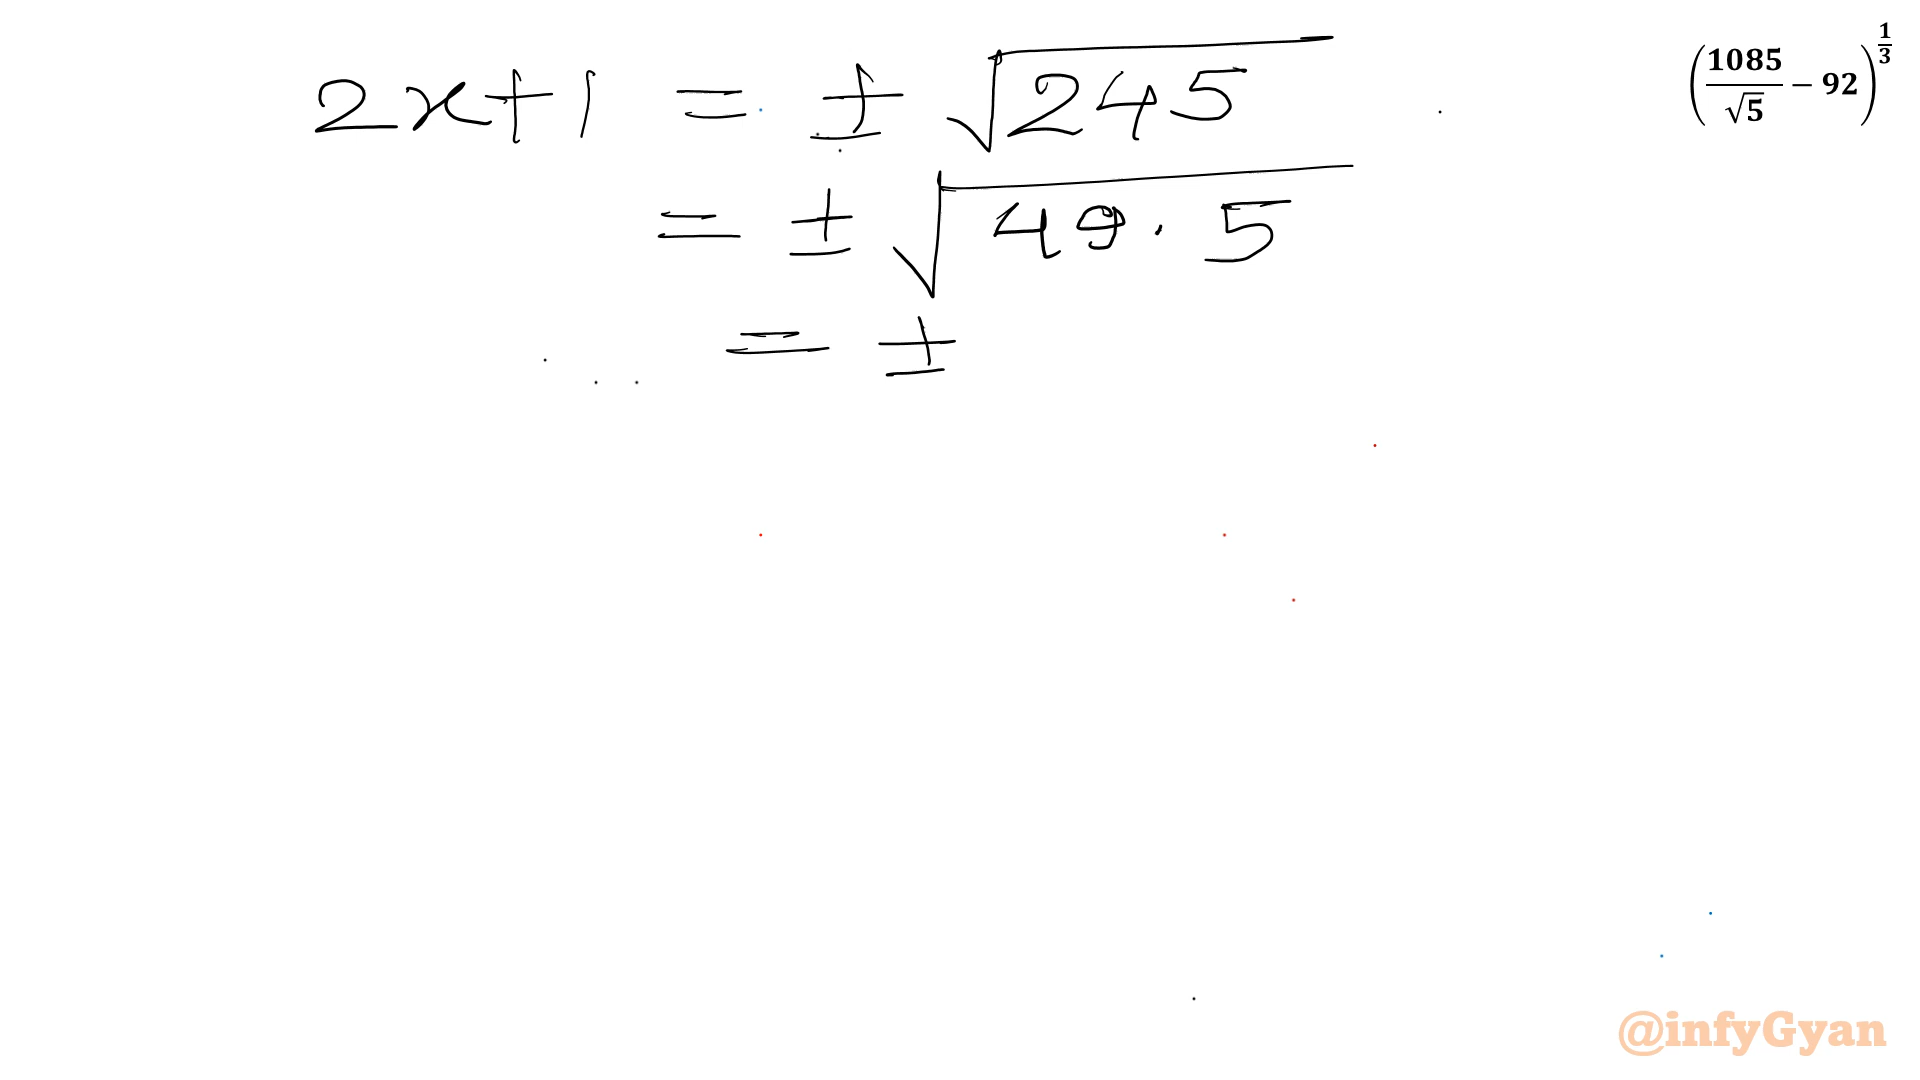 2x+1 = ± √245
= ± √49·5
= ±
(1085/√5 − 92)^(1/3)
@infyGyan